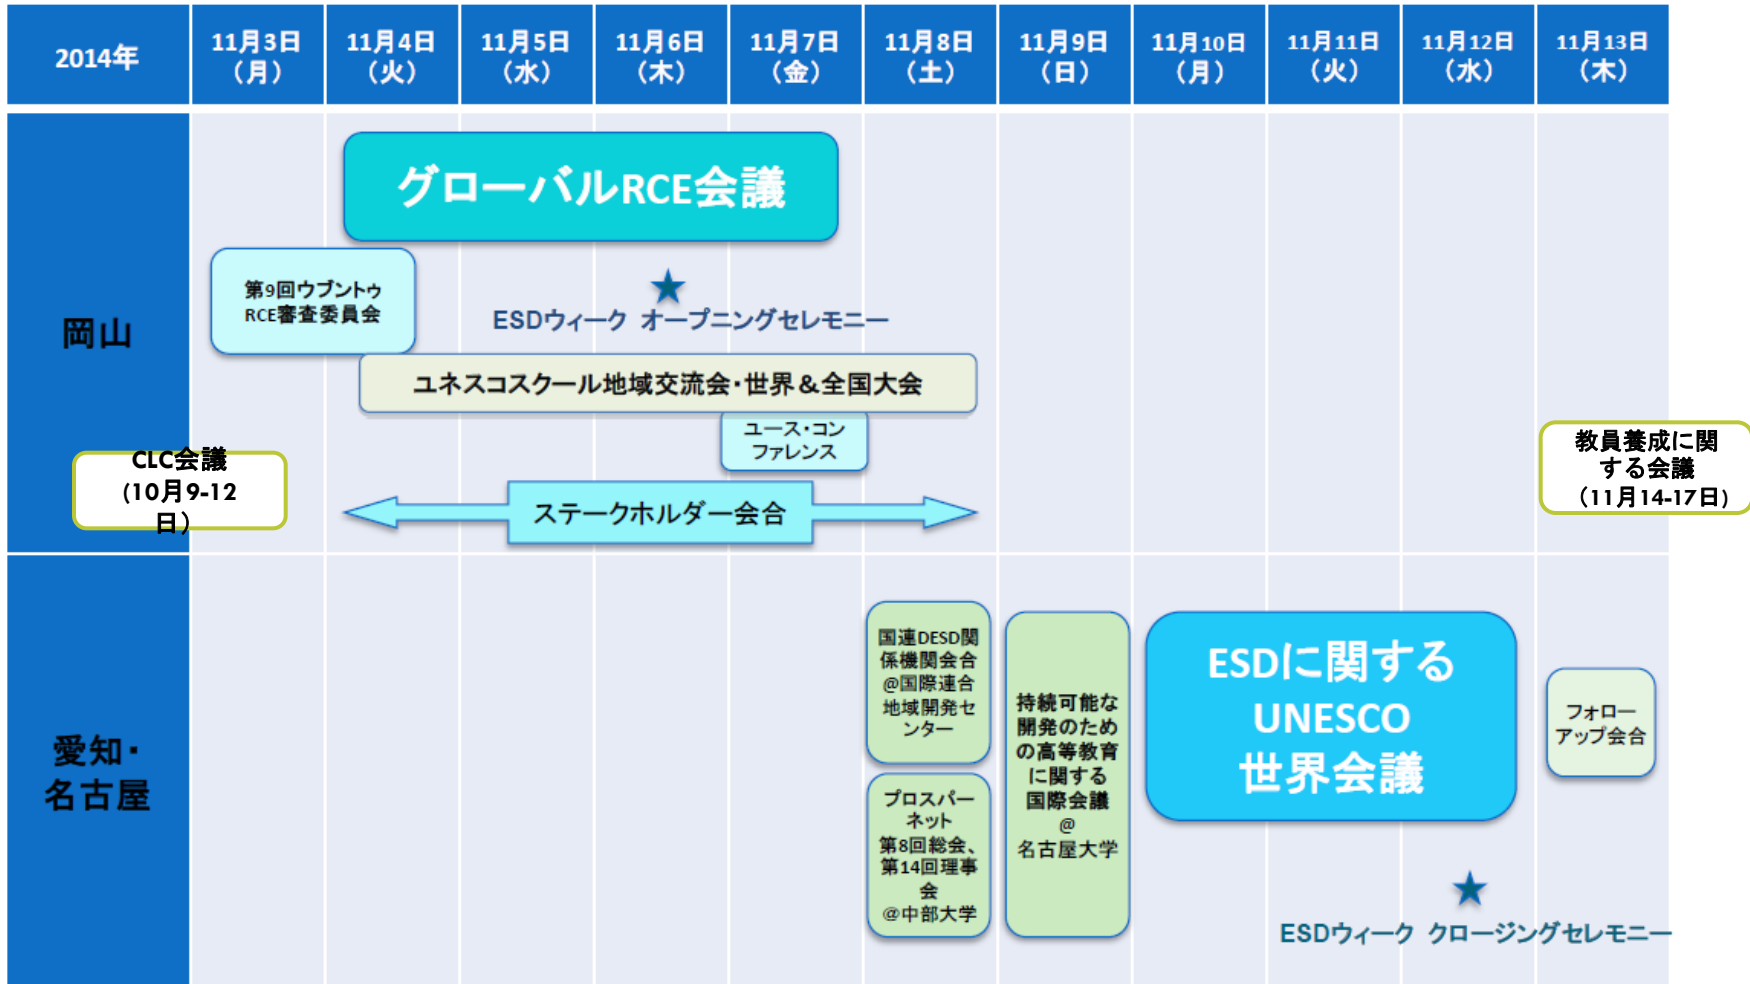 2014年
11月3日
（月）
11月4日
（火）
11月5日
（水）
11月6日
（木）
11月7日
（金）
11月8日
（土）
11月9日
（日）
11月10日
（月）
11月11日
（火）
11月12日
（水）
11月13日
（木）
岡山
グローバルRCE会議
第9回ウブントゥ
RCE審査委員会
ESDウィーク オープニングセレモニー
ユネスコスクール地域交流会・世界＆全国大会
ユース・コン
ファレンス
CLC会議
(10月9-12
日）
ステークホルダー会合
教員養成に関
する会議
（11月14-17日)
愛知・
名古屋
国連DESD関
係機関会合
@国際連合
地域開発セ
ンター
プロスパー
ネット
第8回総会、
第14回理事
会
@中部大学
持続可能な
開発のため
の高等教育
に関する
国際会議
@
名古屋大学
ESDに関する
UNESCO
世界会議
フォロー
アップ会合
ESDウィーク クロージングセレモニー